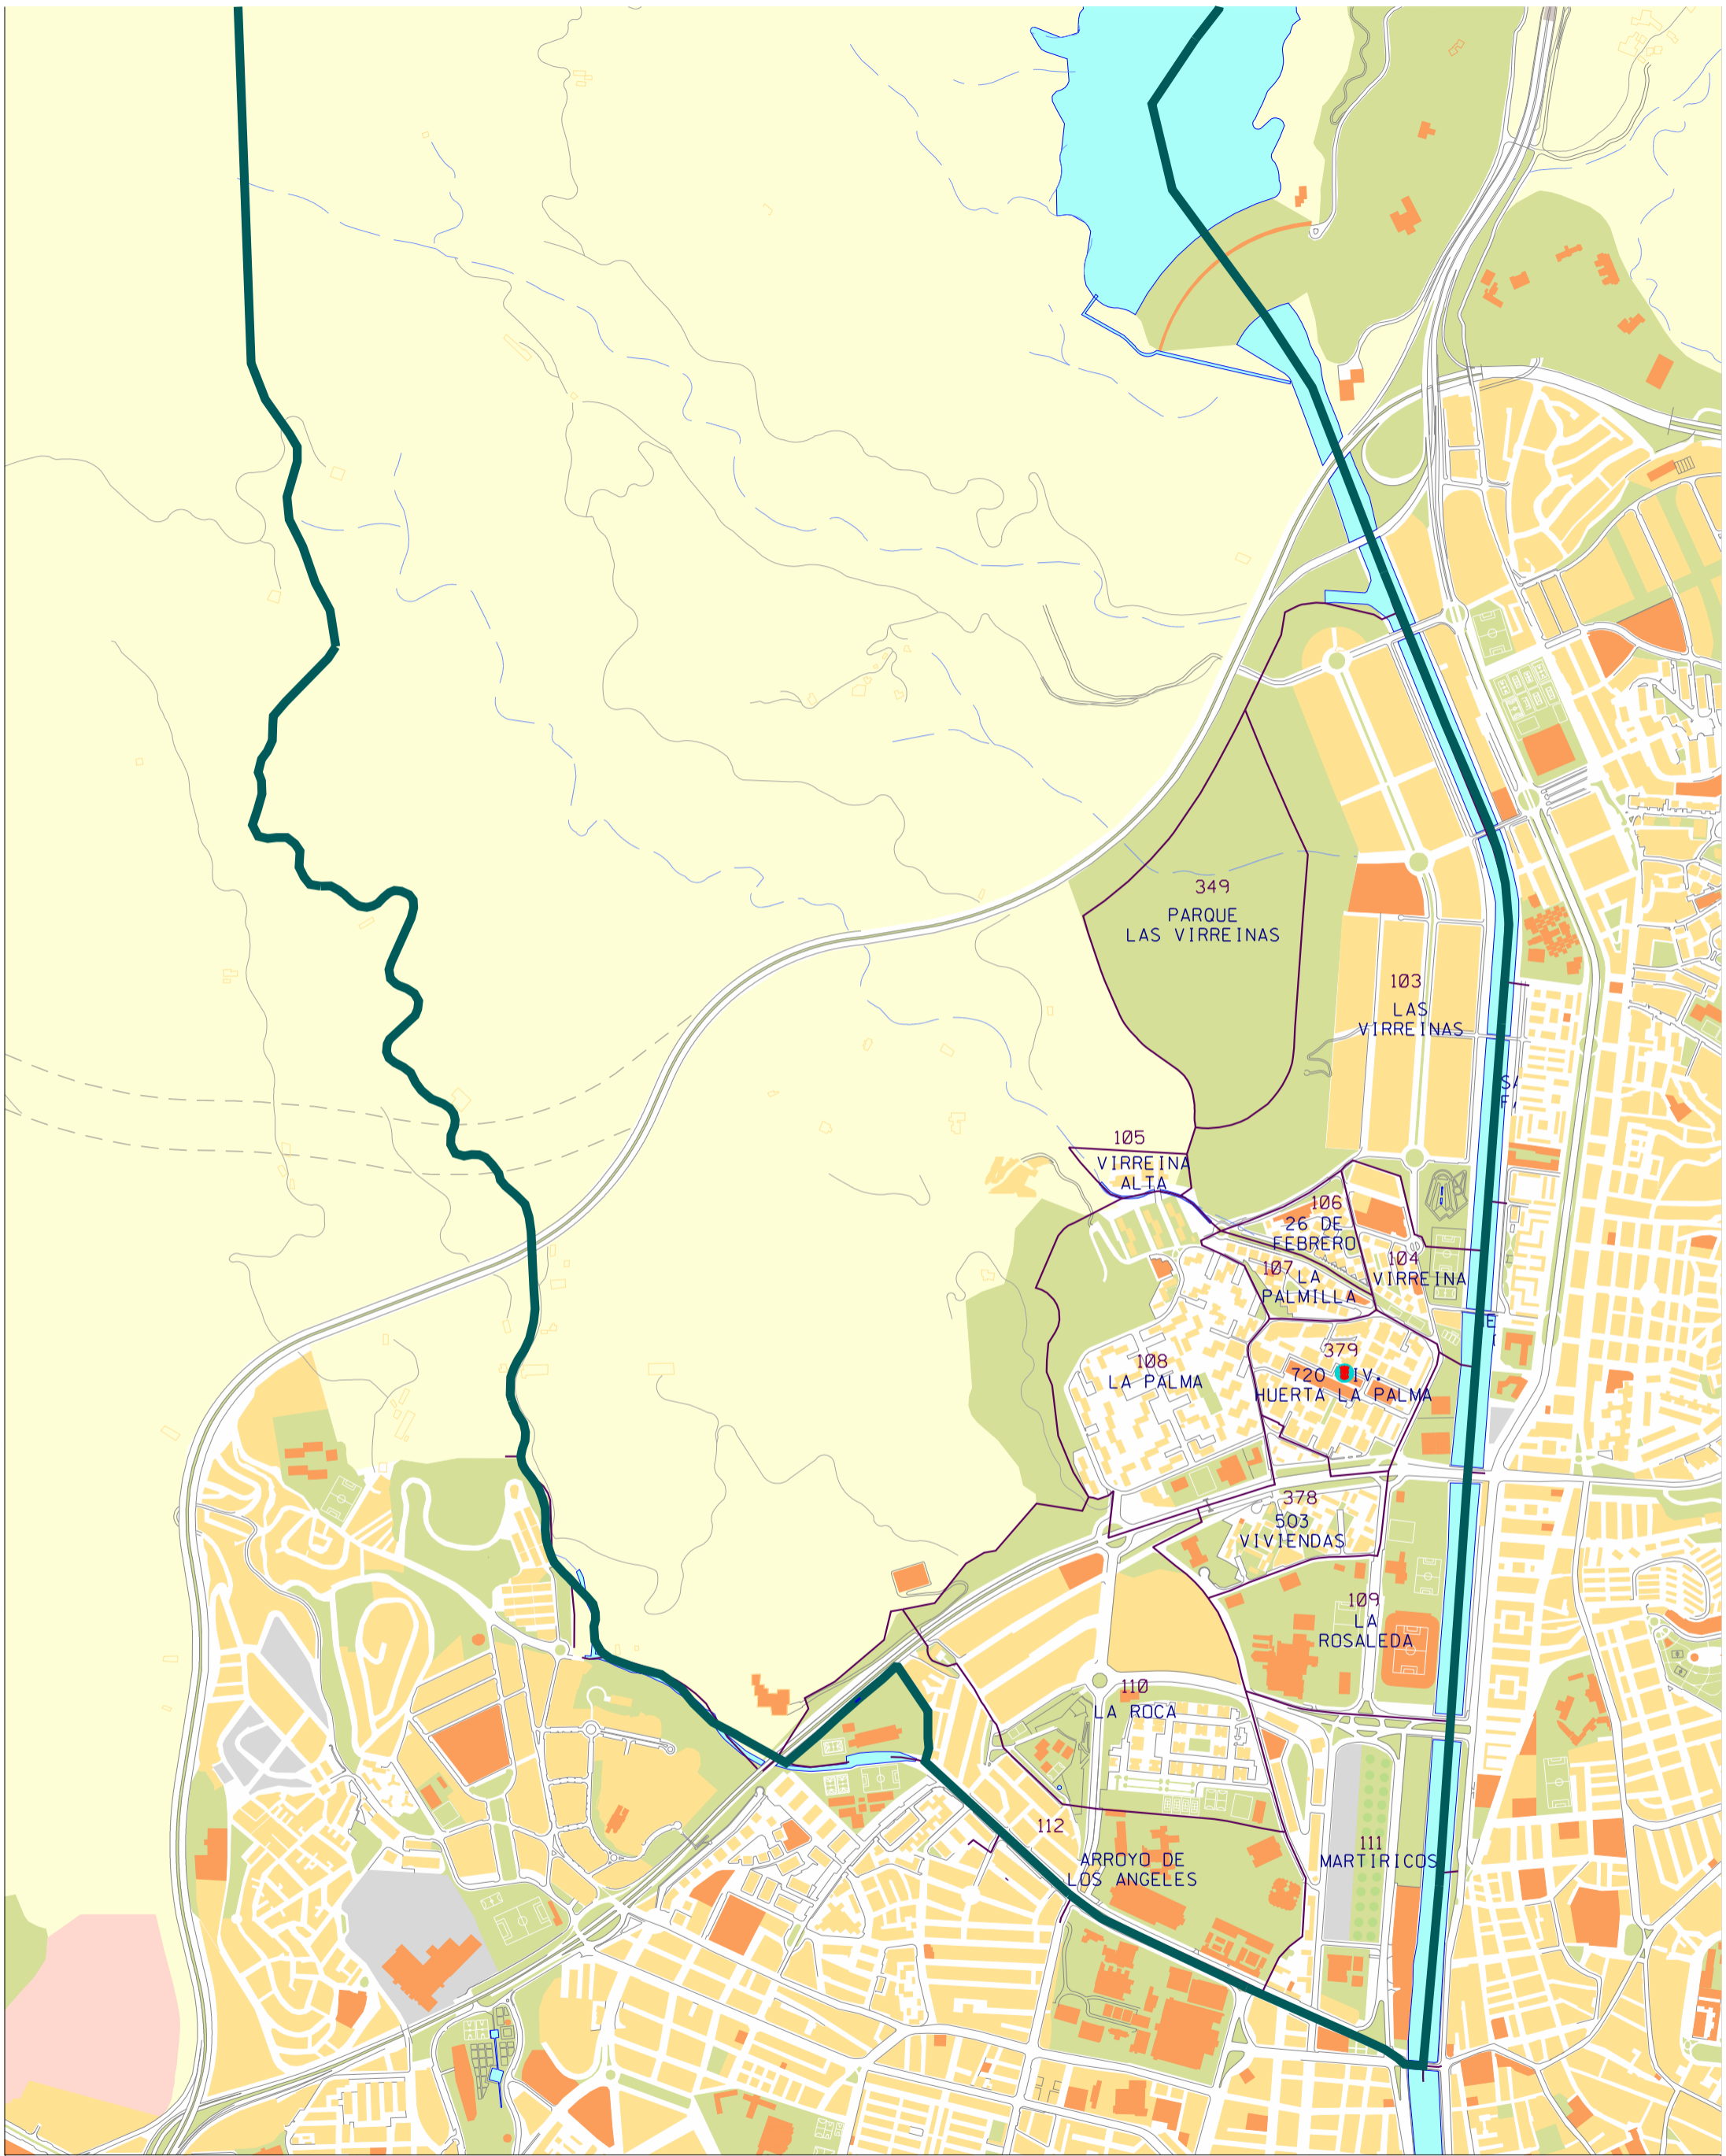 349
PARQUE
LAS VIRREINAS
103
LAS
VIRREINAS
105
VIRREINA
ALTA
106
26 DE
FEBRERO
104
VIRREINA
107
LA
PALMILLA
379
720 IV.
HUERTA LA PALMA
108
LA PALMA
378
503
VIVIENDAS
109
LA
ROSALEDA
110
LA ROCA
112
ARROYO DE
LOS ANGELES
111
MARTIRICOS